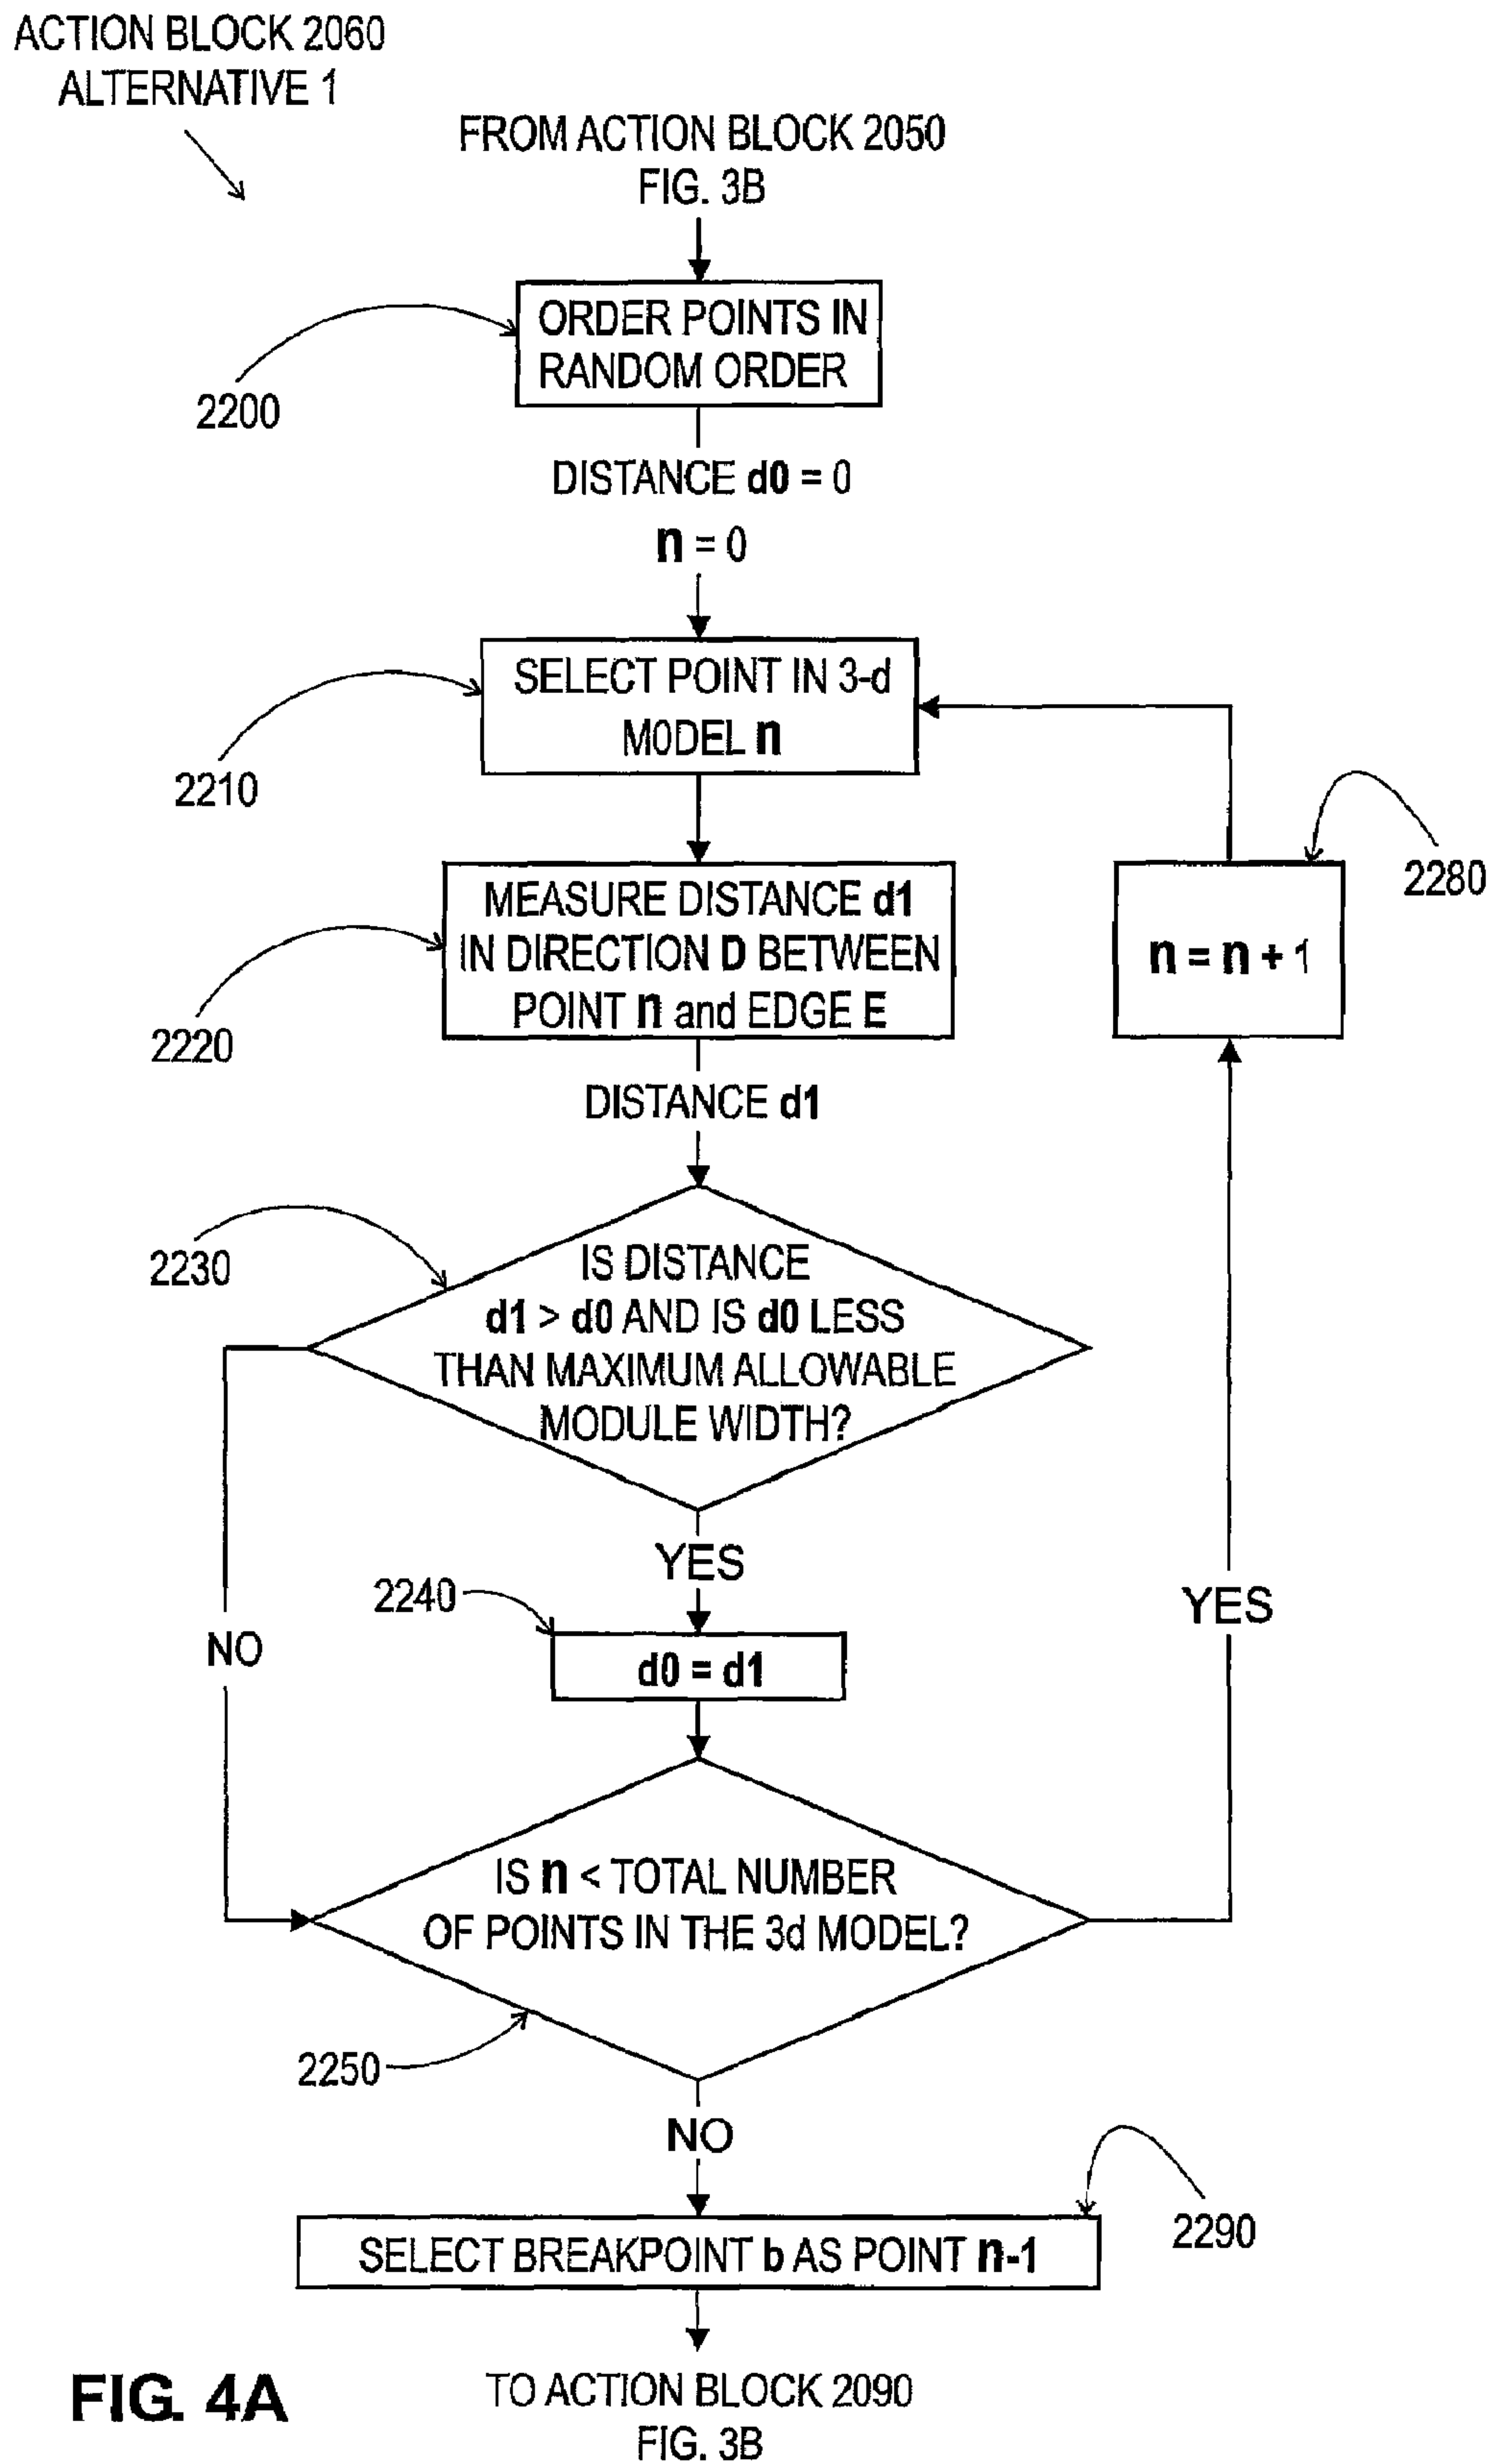 ACTION BLOCK 2060
ALTERNATIVE 1
FROM ACTION BLOCK 2050
FIG. 3B
ORDER POINTS IN
RANDOM ORDER
2200
DISTANCE d0 = 0
n = 0
SELECT POINT IN 3-d
MODEL n
2210
MEASURE DISTANCE d1
IN DIRECTION D BETWEEN
POINT n and EDGE E
2220
n = n + 1
2280
DISTANCE d1
2230
IS DISTANCE
d1 > d0 AND IS d0 LESS
THAN MAXIMUM ALLOWABLE
MODULE WIDTH?
YES
2240
NO
YES
d0 = d1
IS n < TOTAL NUMBER
OF POINTS IN THE 3d MODEL?
2250
NO
SELECT BREAKPOINT b AS POINT n-1
2290
FIG. 4A
TO ACTION BLOCK 2090
FIG. 3B